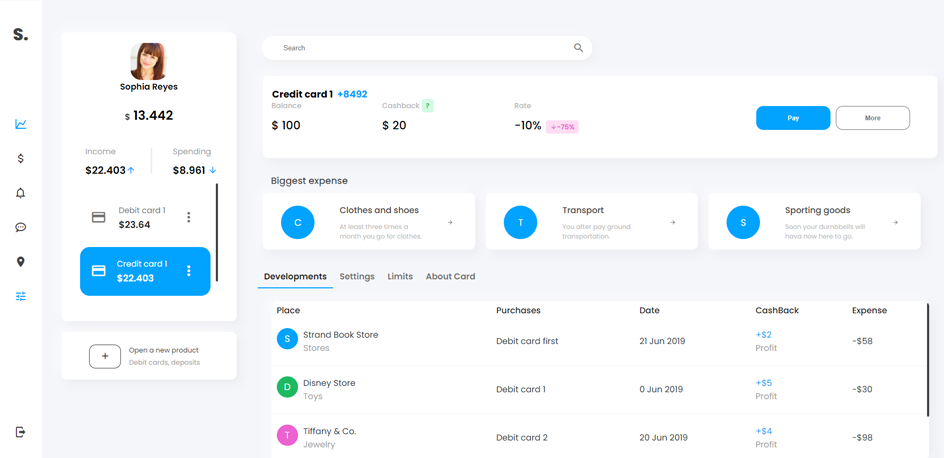 S.
Sophia Reyes
$ 13.442
Income Spending
$22.403 $8.961
Debit card 1
$23.64
Credit card 1
$22.403
+ Open a new product
Debit cards, deposits
Search
Credit card 1 +8492
Balance Cashback ? Rate
$ 100 $ 20 -10% ↓-75%
Pay More
Biggest expense
C Clothes and shoes
At least three times a
month you go for clothes.
T Transport
You after pay ground
transportation.
S Sporting goods
Soon your dumbbells will
hava now here to go.
Developments Settings Limits About Card
Place Purchases Date CashBack Expense
S Strand Book Store Debit card first 21 Jun 2019 +$2 -$58
Stores Profit
D Disney Store Debit card 1 0 Jun 2019 +$5 -$30
Toys Profit
T Tiffany & Co. Debit card 2 20 Jun 2019 +$4 -$98
Jewelry Profit